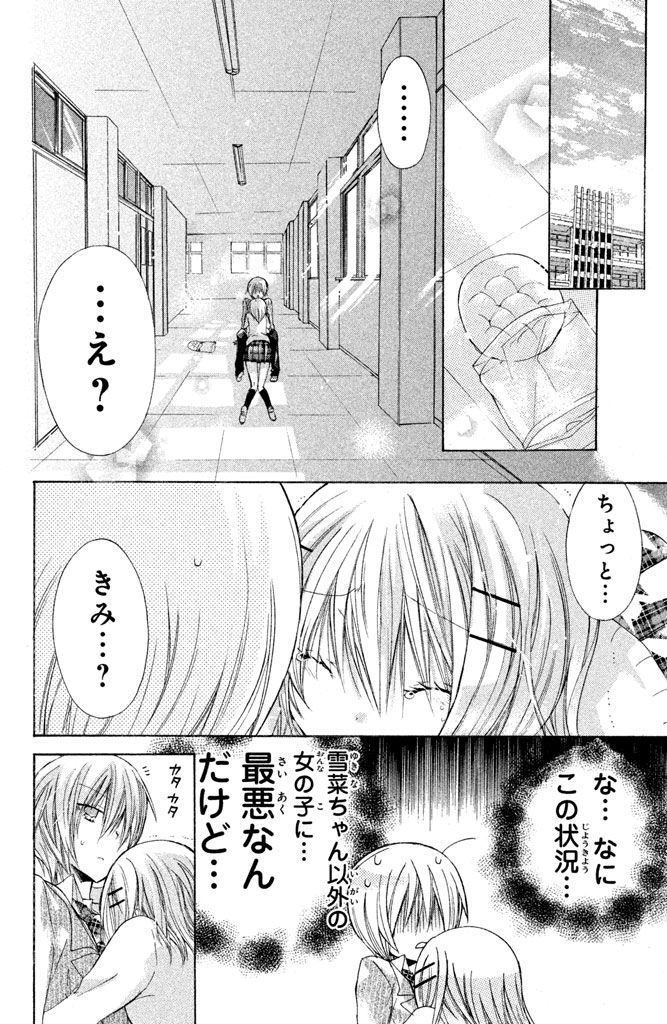 ……
…え?
ちょっと…
きみ…?
な…なに
この状況…
雪菜ちゃん以外の
女の子に…
最悪なん
だけど…
カタカタ